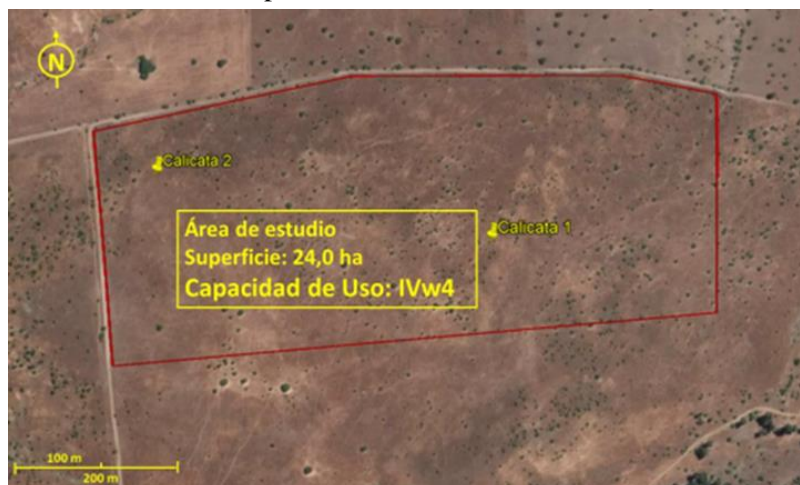 N
Calicata 2
Calicata 1
Área de estudio
Superficie: 24,0 ha
Capacidad de Uso: IVw4
100 m
200 m